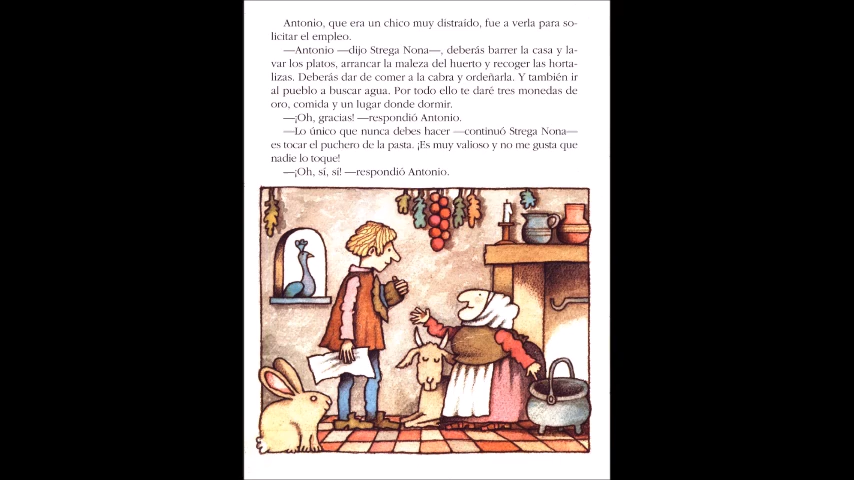 Antonio, que era un chico muy distraído, fue a verla para so-
licitar el empleo.
—Antonio —dijo Strega Nona—, deberás barrer la casa y la-
var los platos, arrancar la maleza del huerto y recoger las horta-
lizas. Deberás dar de comer a la cabra y ordeñarla. Y también ir
al pueblo a buscar agua. Por todo ello te daré tres monedas de
oro, comida y un lugar donde dormir.
—¡Oh, gracias! —respondió Antonio.
—Lo único que nunca debes hacer —continuó Strega Nona—
es tocar el puchero de la pasta. ¡Es muy valioso y no me gusta que
nadie lo toque!
—¡Oh, sí, sí! —respondió Antonio.